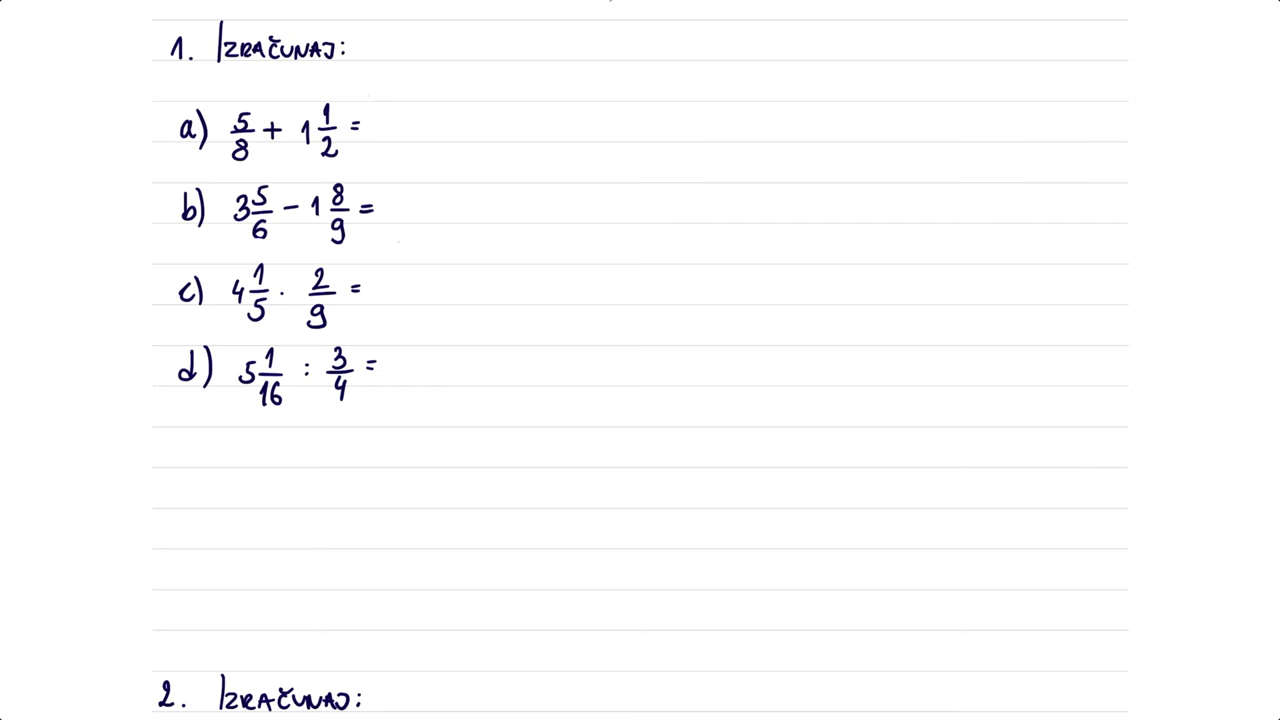 1. IZRAČUNAJ:
a) 5/8 + 1 1/2 =
b) 3 5/6 - 1 8/9 =
c) 4 1/5 · 2/9 =
d) 5 1/16 : 3/4 =
2. IZRAČUNAJ: